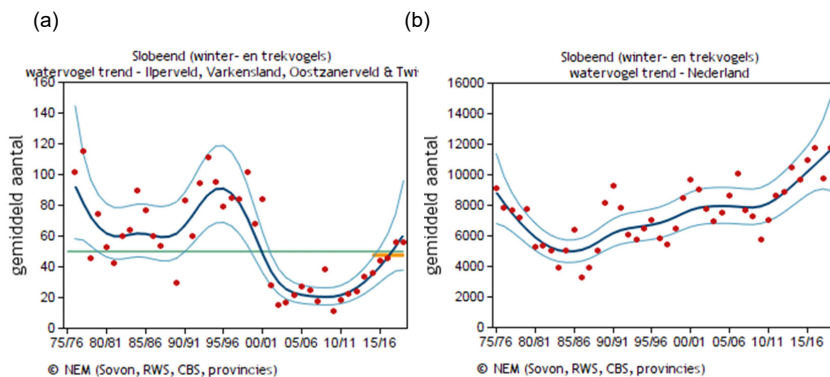 (a)
Slobeend (winter- en trekvogels)
watervogel trend - Ilperveld, Varkensland, Oostzanerveld & Twi
gemiddeld aantal
160
140
120
100
80
60
40
20
0
75/76 80/81 85/86 90/91 95/96 00/01 05/06 10/11 15/16
© NEM (Sovon, RWS, CBS, provincies)
(b)
Slobeend (winter- en trekvogels)
watervogel trend - Nederland
gemiddeld aantal
16000
14000
12000
10000
8000
6000
4000
2000
0
75/76 80/81 85/86 90/91 95/96 00/01 05/06 10/11 15/16
© NEM (Sovon, RWS, CBS, provincies)